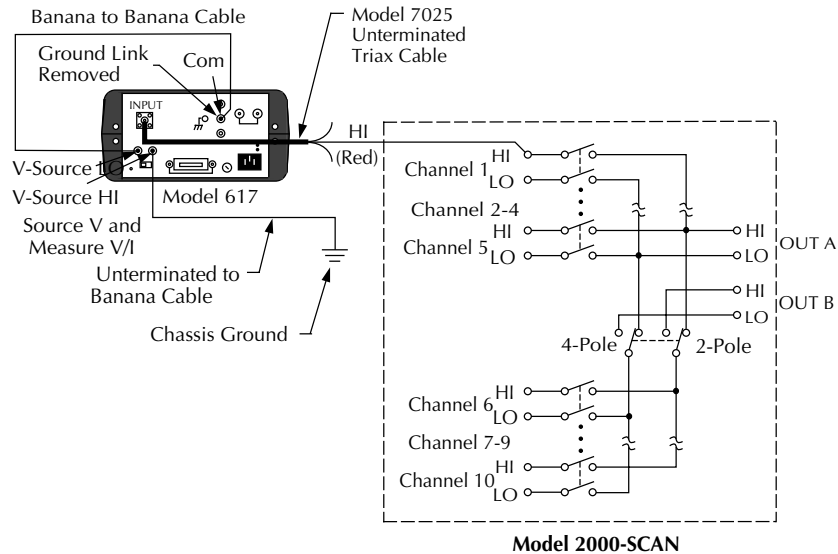 Banana to Banana Cable
Ground Link
Removed
Com
Model 7025
Unterminated
Triax Cable
INPUT
HI
(Red)
V-Source LO
V-Source HI
Model 617
Source V and
Measure V/I
Unterminated to
Banana Cable
Chassis Ground
Channel 1
HI
LO
Channel 2-4
Channel 5
HI
LO
HI
LO
OUT A
HI
LO
OUT B
4-Pole
2-Pole
Channel 6
HI
LO
Channel 7-9
Channel 10
HI
LO
Model 2000-SCAN